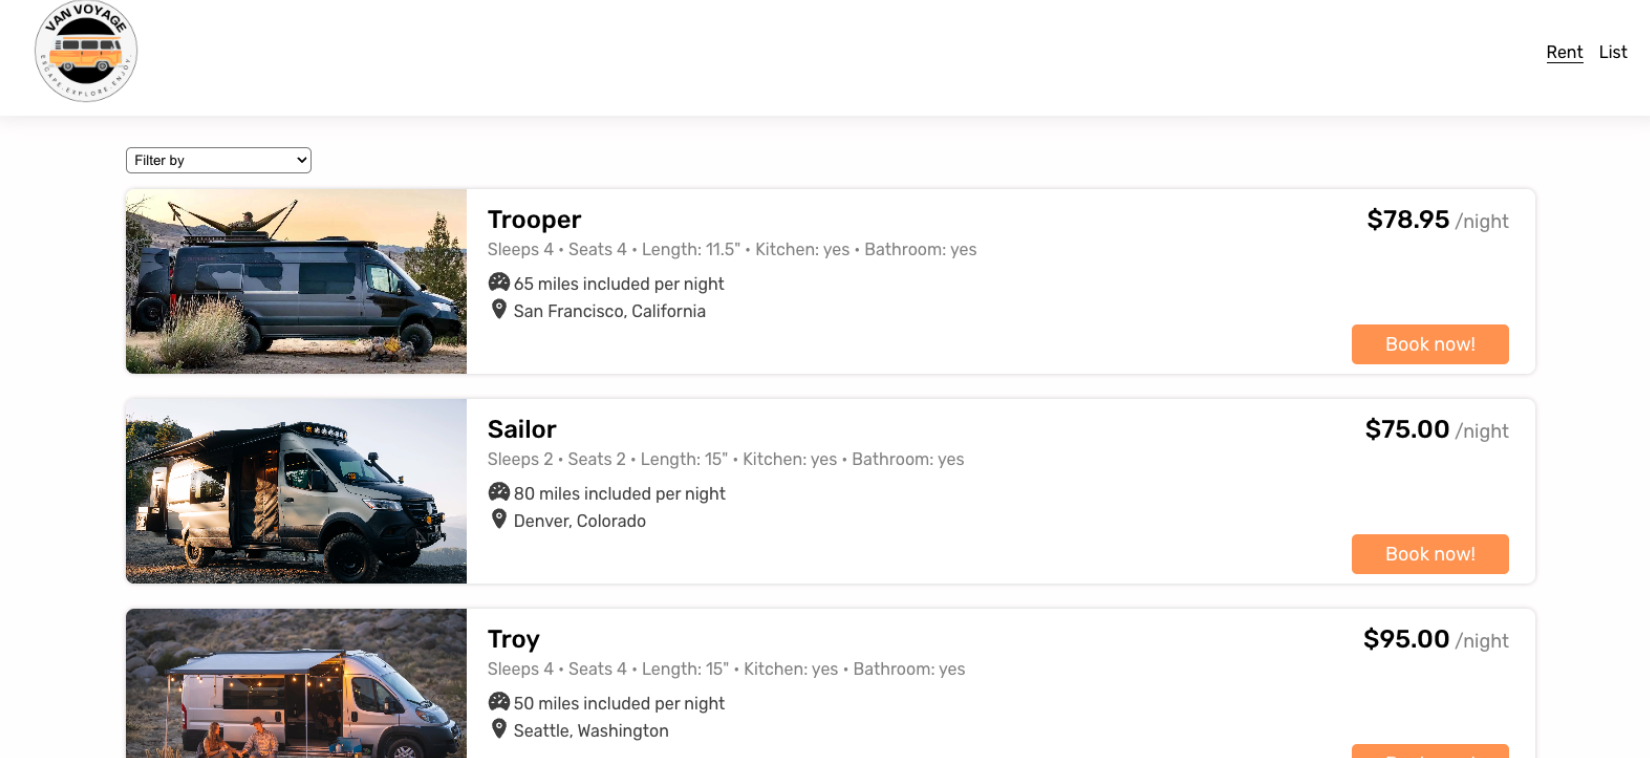 VAN VOYAGE
ESCAPE·EXPLORE·ENJOY.
Rent
List
Filter by
Trooper
$78.95 /night
Sleeps 4 • Seats 4 • Length: 11.5" • Kitchen: yes • Bathroom: yes
65 miles included per night
San Francisco, California
Book now!
Sailor
$75.00 /night
Sleeps 2 • Seats 2 • Length: 15" • Kitchen: yes • Bathroom: yes
80 miles included per night
Denver, Colorado
Book now!
Troy
$95.00 /night
Sleeps 4 • Seats 4 • Length: 15" • Kitchen: yes • Bathroom: yes
50 miles included per night
Seattle, Washington